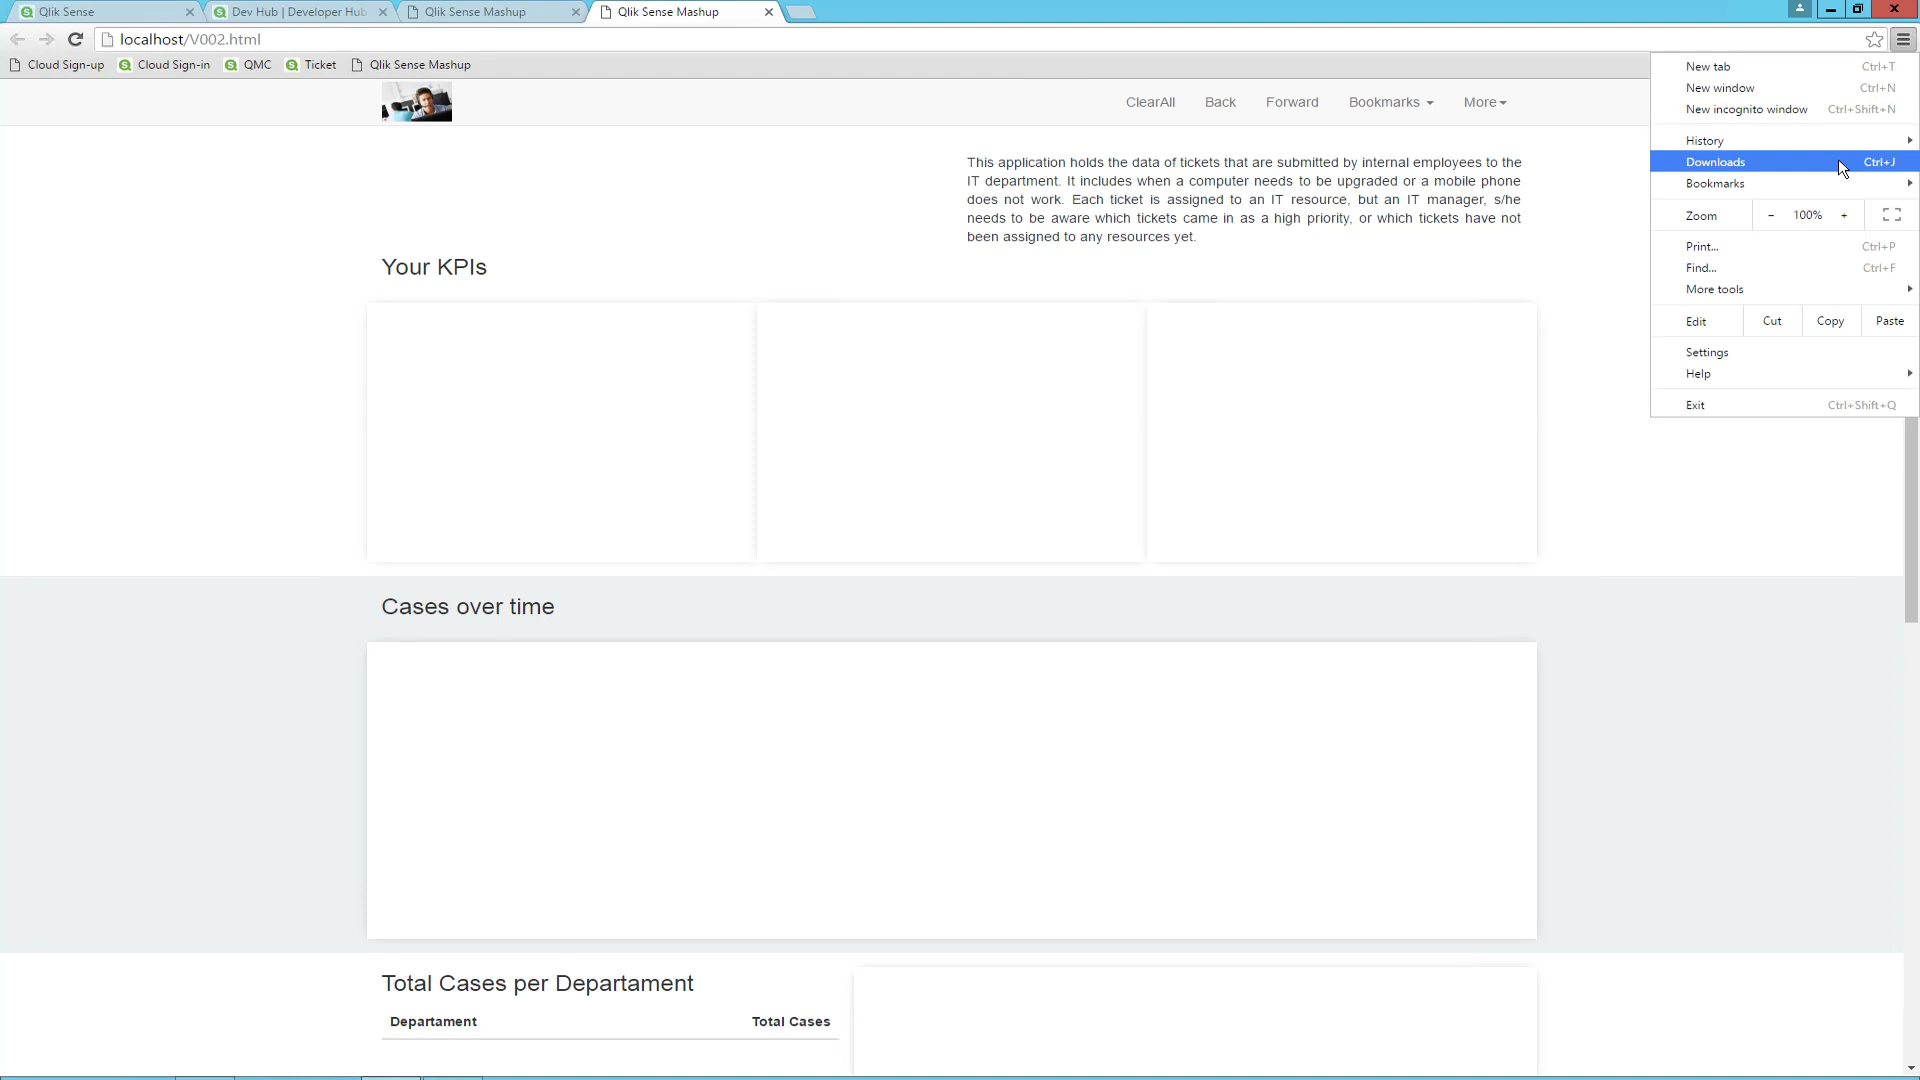 Qlik Sense
Dev Hub | Developer Hub
Qlik Sense Mashup
Qlik Sense Mashup
localhost/V002.html
Cloud Sign-up
Cloud Sign-in
QMC
Ticket
Qlik Sense Mashup
ClearAll
Back
Forward
Bookmarks
More
New tab Ctrl+T
New window Ctrl+N
New incognito window Ctrl+Shift+N
History
Downloads Ctrl+J
Bookmarks
Zoom − 100% +
Print... Ctrl+P
Find... Ctrl+F
More tools
Edit Cut Copy Paste
Settings
Help
Exit Ctrl+Shift+Q
This application holds the data of tickets that are submitted by internal employees to the
IT department. It includes when a computer needs to be upgraded or a mobile phone
does not work. Each ticket is assigned to an IT resource, but an IT manager, s/he
needs to be aware which tickets came in as a high priority, or which tickets have not
been assigned to any resources yet.
Your KPIs
Cases over time
Total Cases per Departament
Departament Total Cases